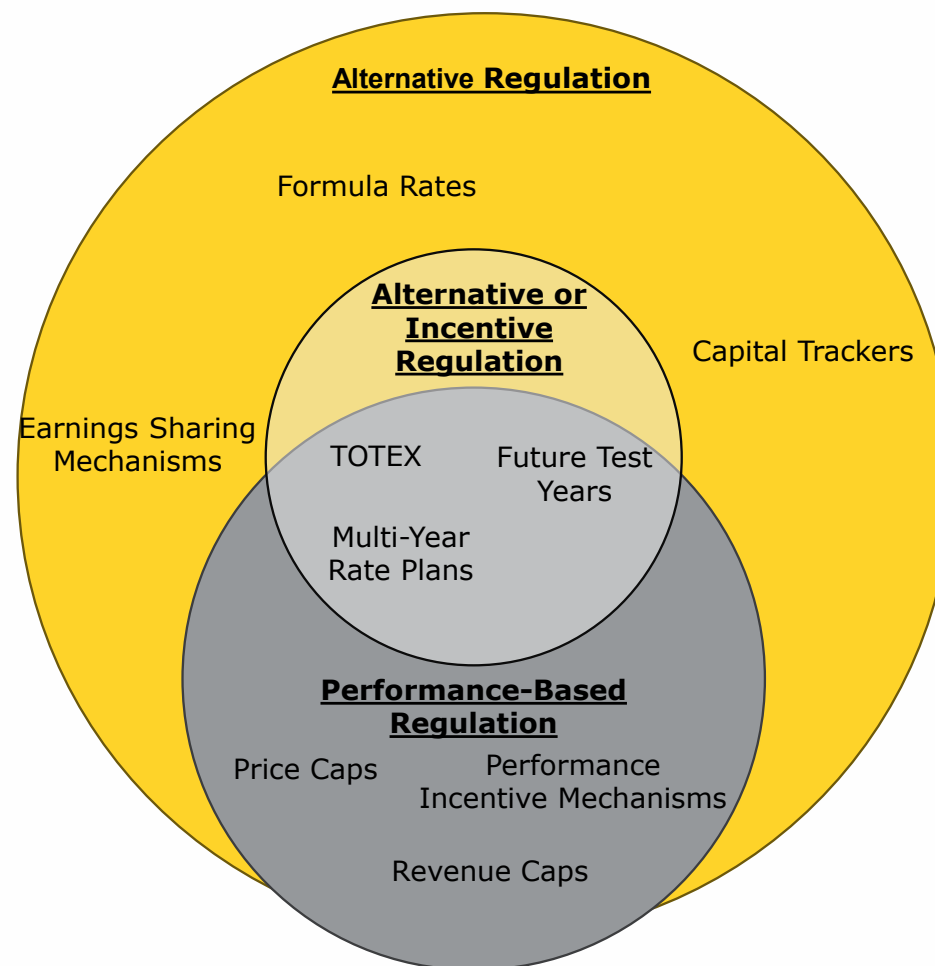 Alternative Regulation
Formula Rates
Alternative or
Incentive
Regulation
Capital Trackers
Earnings Sharing
Mechanisms
TOTEX
Future Test
Years
Multi-Year
Rate Plans
Performance-Based
Regulation
Price Caps
Performance
Incentive Mechanisms
Revenue Caps